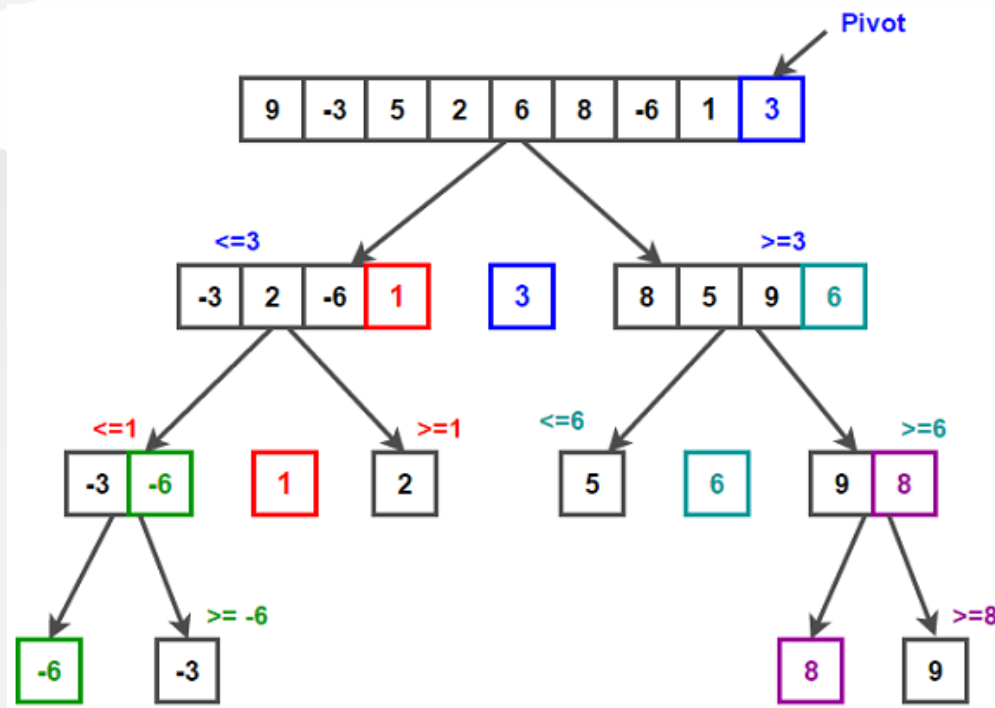 Pivot
9 -3 5 2 6 8 -6 1 3
<=3 >=3
-3 2 -6 1 3 8 5 9 6
<=1 >=1 <=6 >=6
-3 -6 1 2 5 6 9 8
>= -6 >=8
-6 -3 8 9